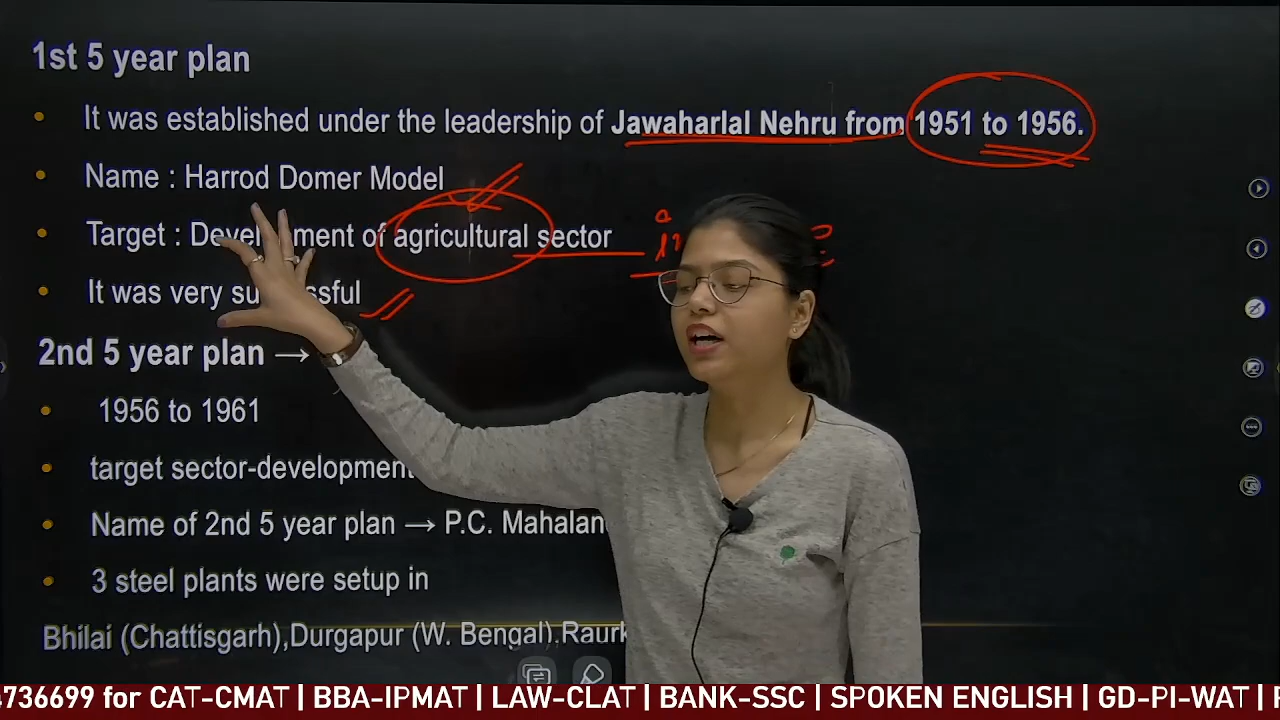 1st 5 year plan
• It was established under the leadership of Jawaharlal Nehru from 1951 to 1956.
• Name : Harrod Domer Model
• Target : Devel ment of agricultural sector
• It was very su ssful
2nd 5 year plan →
• 1956 to 1961
• target sector-development
• Name of 2nd 5 year plan → P.C. Mahalan
• 3 steel plants were setup in
Bhilai (Chattisgarh),Durgapur (W. Bengal).Raurk
4736699 for CAT-CMAT | BBA-IPMAT | LAW-CLAT | BANK-SSC | SPOKEN ENGLISH | GD-PI-WAT |